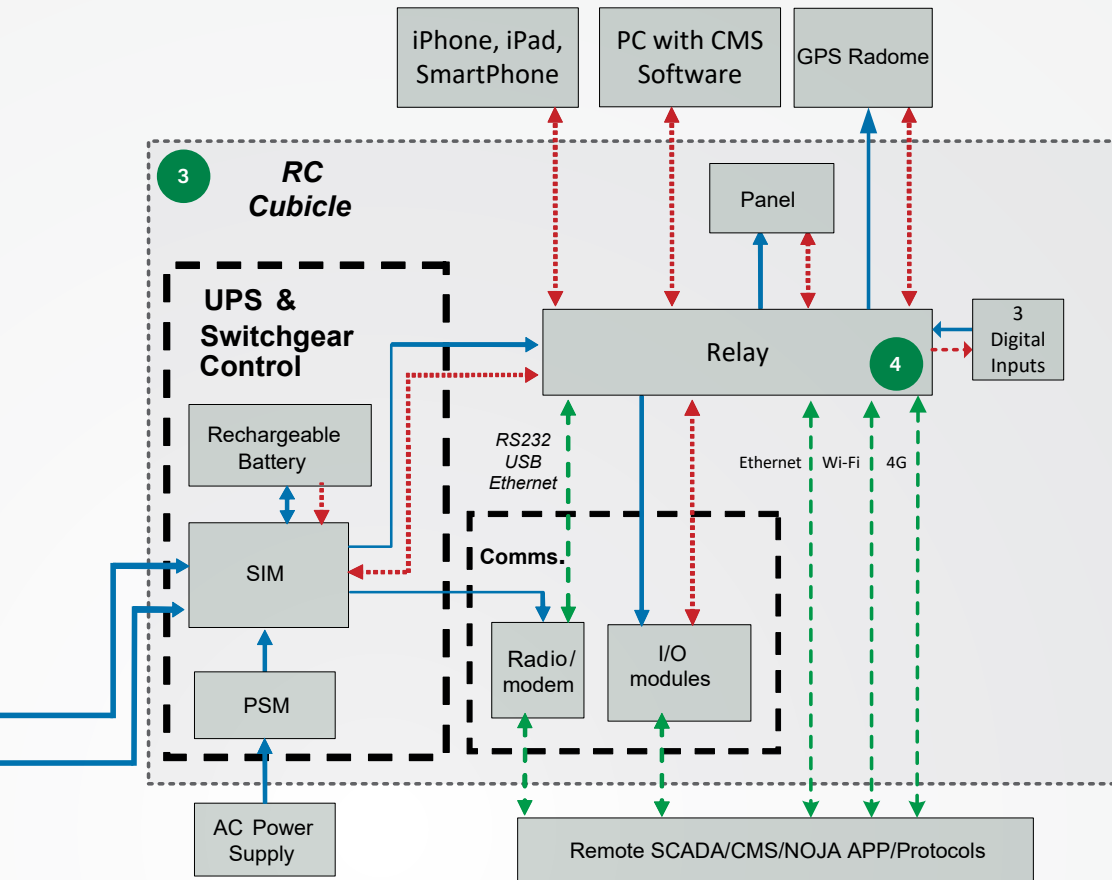 iPhone, iPad,
SmartPhone
PC with CMS
Software
GPS Radome
3
RC
Cubicle
Panel
UPS &
Switchgear
Control
Relay
4
3
Digital
Inputs
Rechargeable
Battery
RS232
USB
Ethernet
Ethernet
Wi-Fi
4G
Comms.
SIM
Radio/
modem
I/O
modules
PSM
AC Power
Supply
Remote SCADA/CMS/NOJA APP/Protocols